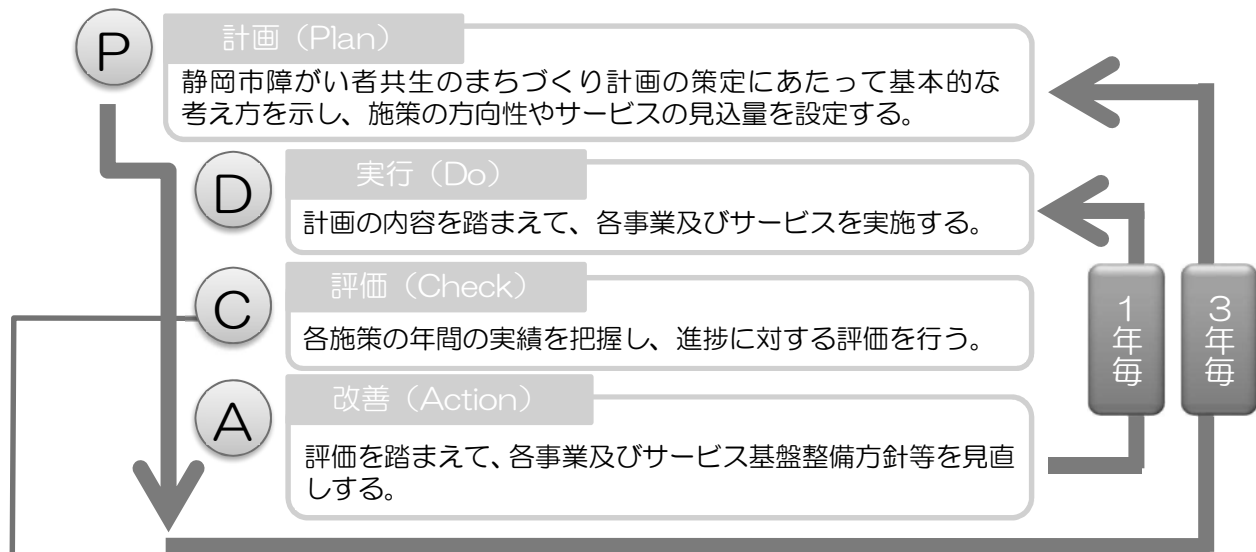 P
計画（Plan）
静岡市障がい者共生のまちづくり計画の策定にあたって基本的な
考え方を示し、施策の方向性やサービスの見込量を設定する。
D
実行（Do）
計画の内容を踏まえて、各事業及びサービスを実施する。
C
評価（Check）
各施策の年間の実績を把握し、進捗に対する評価を行う。
A
改善（Action）
評価を踏まえて、各事業及びサービス基盤整備方針等を見直
しする。
１年毎
３年毎